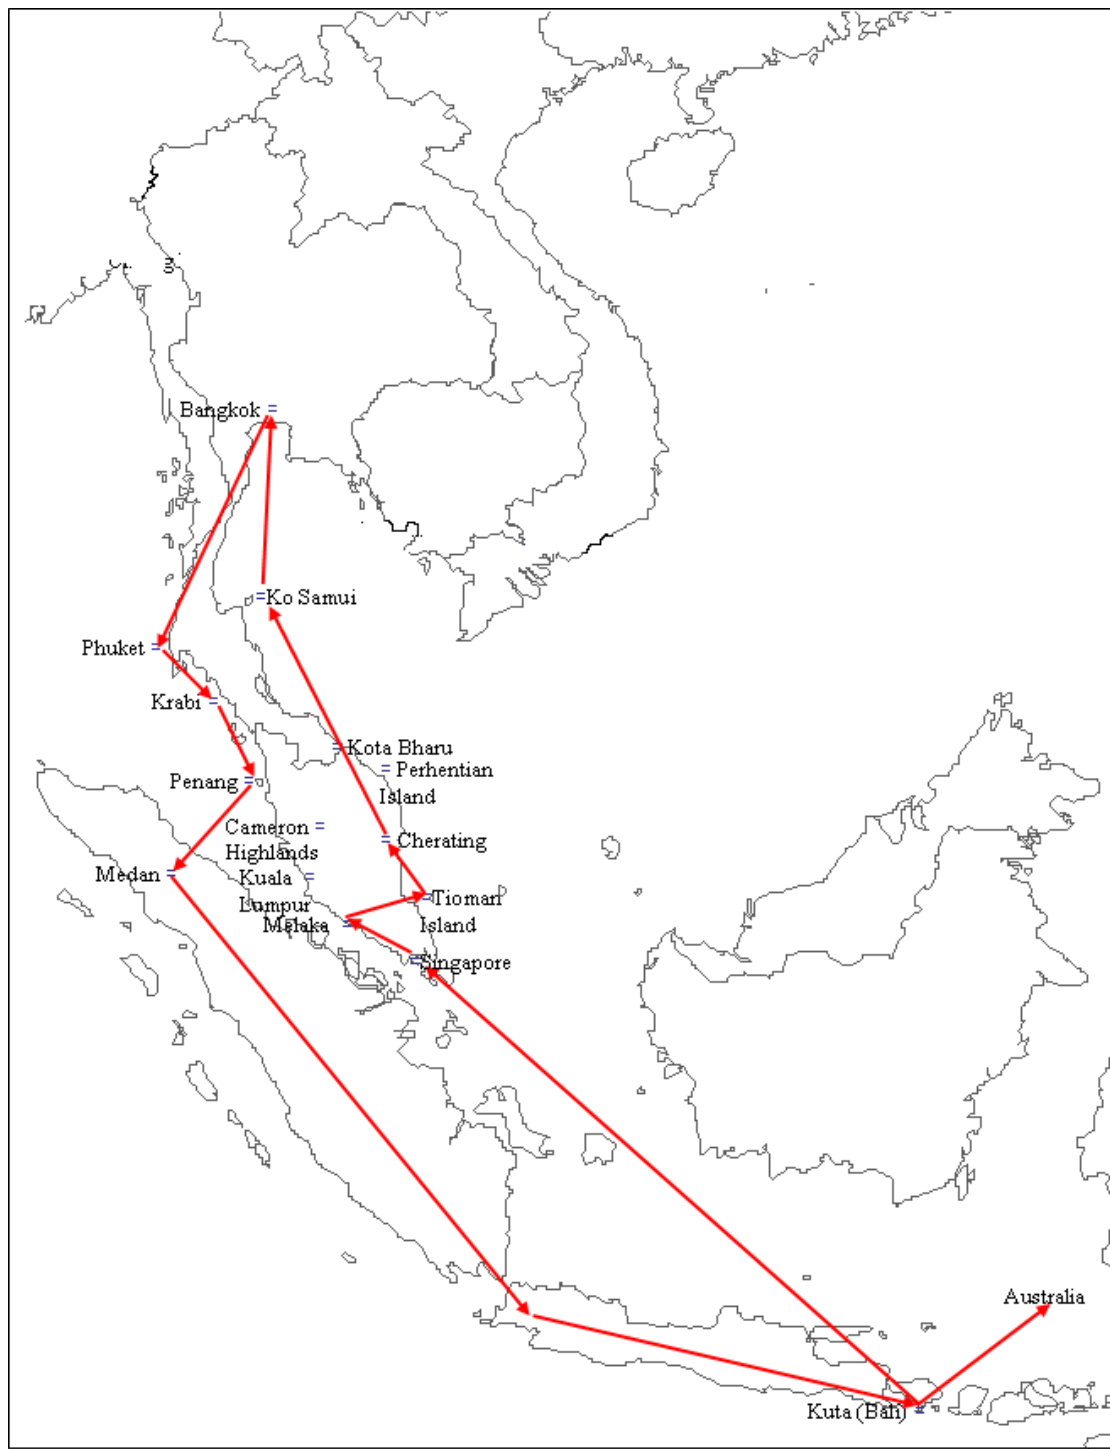 Bangkok
Ko Samui
Phuket
Krabi
Kota Bharu
Perhentian
Island
Penang
Cameron
Highlands
Cherating
Medan
Kuala
Lumpur
Tioman
Island
Melaka
Singapore
Australia
Kuta (Bali)